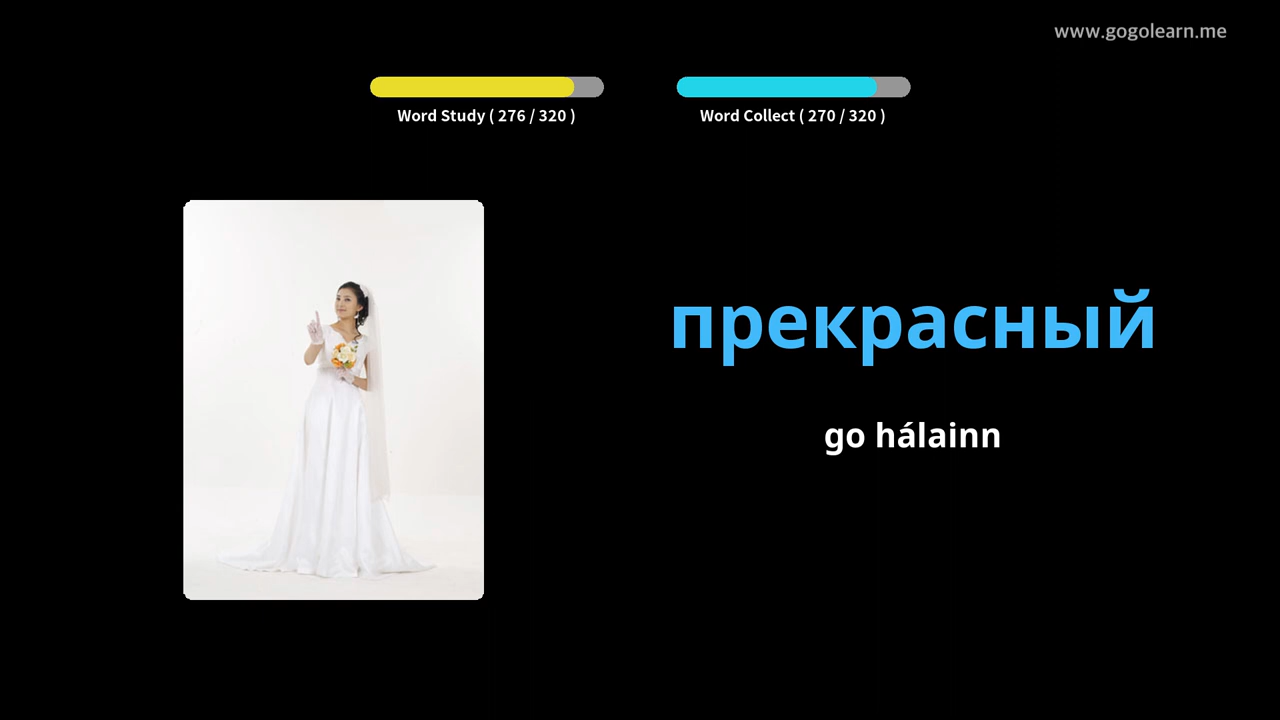 www.gogolearn.me
Word Study ( 276 / 320 )
Word Collect ( 270 / 320 )
прекрасный
go hálainn